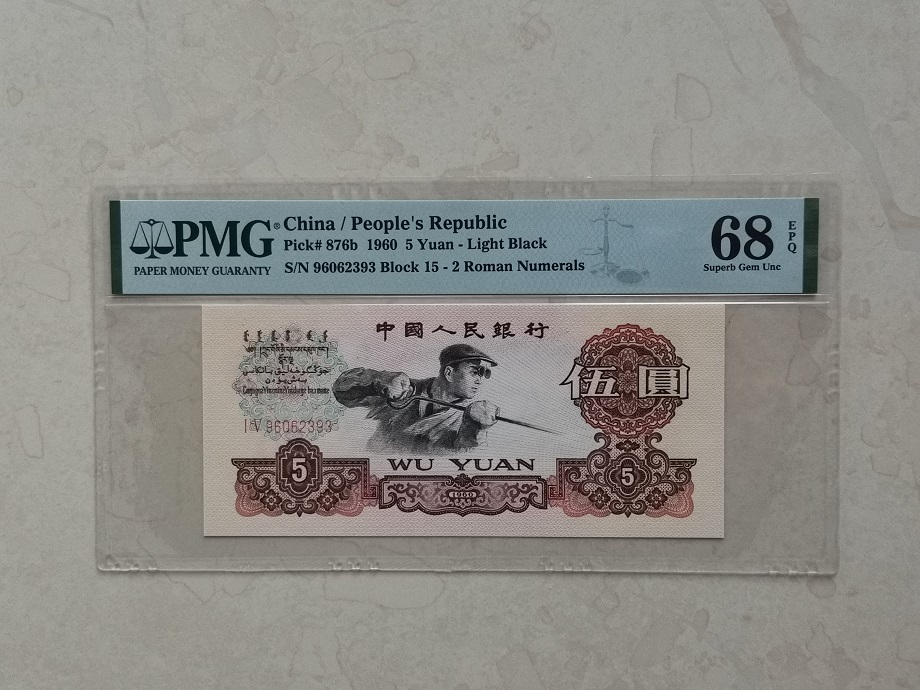 PMG®
PAPER MONEY GUARANTY
China / People's Republic
Pick# 876b 1960 5 Yuan - Light Black
S/N 96062393 Block 15 - 2 Roman Numerals
68
EPQ
Superb Gem Unc
中國人民銀行
伍圓
I V 96062393
WU YUAN
5
1960
5